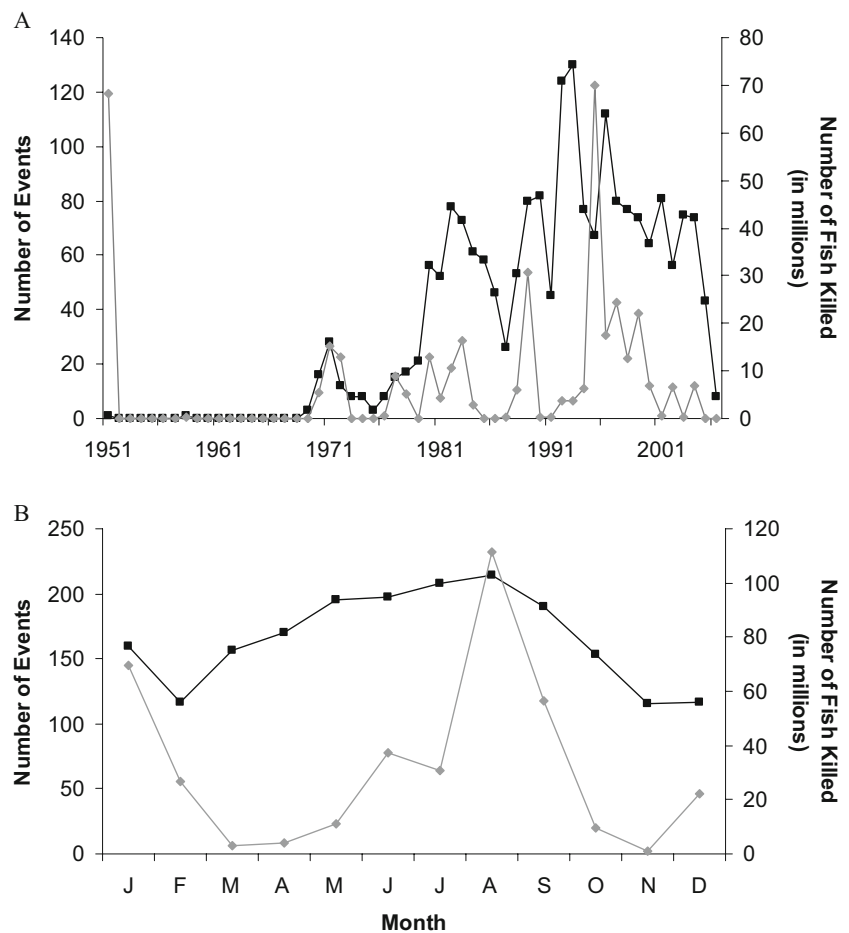 A
140
120
100
80
60
40
20
0
Number of Events
80
70
60
50
40
30
20
10
0
Number of Fish Killed
(in millions)
1951 1961 1971 1981 1991 2001
B
250
200
150
100
50
0
Number of Events
120
100
80
60
40
20
0
Number of Fish Killed
(in millions)
J F M A M J J A S O N D
Month